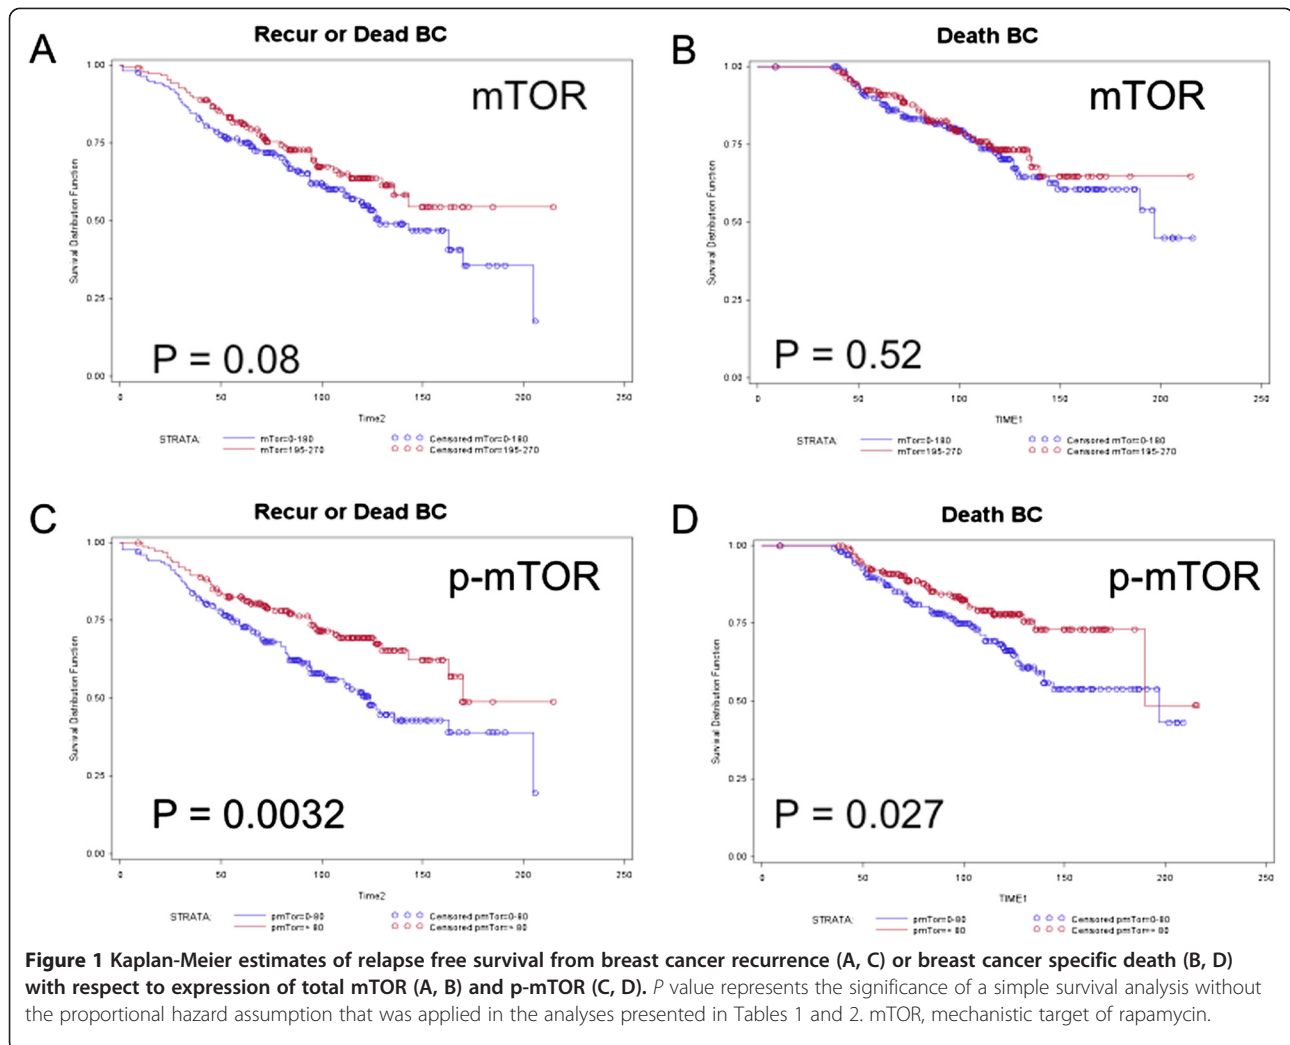 A
Recur or Dead BC
mTOR
1.00
0.75
0.50
0.25
0.00
Survival Distribution Function
P = 0.08
0 50 100 150 200 250
Time2
STRATA: mTor=0-180 Censored mTor=0-180
mTor=195-270 Censored mTor=195-270
B
Death BC
mTOR
1.00
0.75
0.50
0.25
0.00
Survival Distribution Function
P = 0.52
0 50 100 150 200 250
TIME1
STRATA: mTor=0-180 Censored mTor=0-180
mTor=195-270 Censored mTor=195-270
C
Recur or Dead BC
p-mTOR
1.00
0.75
0.50
0.25
0.00
Survival Distribution Function
P = 0.0032
0 50 100 150 200 250
Time2
STRATA: pmTor=0-80 Censored pmTor=0-80
pmTor=+ 80 Censored pmTor=+ 80
D
Death BC
p-mTOR
1.00
0.75
0.50
0.25
0.00
Survival Distribution Function
P = 0.027
0 50 100 150 200 250
TIME1
STRATA: pmTor=0-80 Censored pmTor=0-80
pmTor=+ 80 Censored pmTor=+ 80
Figure 1 Kaplan-Meier estimates of relapse free survival from breast cancer recurrence (A, C) or breast cancer specific death (B, D)
with respect to expression of total mTOR (A, B) and p-mTOR (C, D). P value represents the significance of a simple survival analysis without
the proportional hazard assumption that was applied in the analyses presented in Tables 1 and 2. mTOR, mechanistic target of rapamycin.